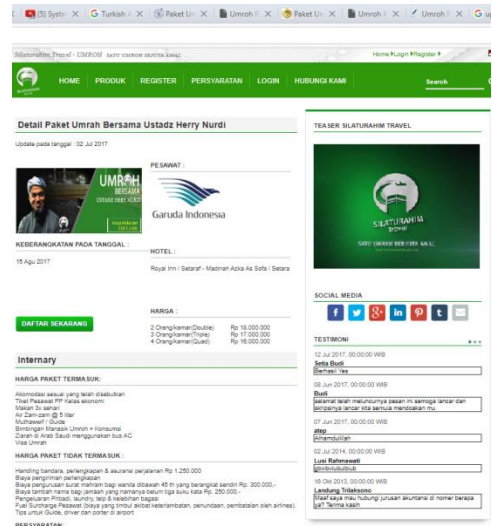 (5) Syste
Turkish A
Paket U
Umroh F
Paket U
Umroh F
Umroh F
Silaturahim Travel - UMROH SATU UMROH SEJUTA AMAL
Home Login Register
HOME PRODUK REGISTER PERSYARATAN LOGIN HUBUNGI KAMI Search
Detail Paket Umrah Bersama Ustadz Herry Nurdi
Update pada tanggal : 02 Jul 2017
UMROH
BERSAMA
USTADZ HERY NURDI
PESAWAT :
Garuda Indonesia
KEBERANGKATAN PADA TANGGAL :
15 Agu 2017
HOTEL :
Royal Inn / Setaraf - Madinah Azka As Sofa / Setara
HARGA :
2 Orang/kamar(Double) Rp 18.000.000
3 Orang/kamar(Triple) Rp 17.000.000
4 Orang/kamar(Quad) Rp 16.000.000
DAFTAR SEKARANG
Internary
HARGA PAKET TERMASUK:
Akomodasi sesuai yang telah disebutkan
Tiket Pesawat PP Kelas ekonomi
Makan 3x sehari
Air Zam-zam @ 5 liter
Muthawwif / Guide
Bimbingan Manasik Umroh + Konsumsi
Ziarah di Arab Saudi menggunakan bus AC
Visa Umrah
HARGA PAKET TIDAK TERMASUK :
Handling bandara, perlengkapan & asuransi perjalanan Rp 1.250.000
Biaya pengiriman perlengkapan
Biaya pengurusan surat mahram bagi wanita dibawah 45 th yang berangkat sendiri Rp. 300.000,-
Biaya tambah nama bagi jamaah yang namanya belum tiga suku kata Rp. 250.000,-
Pengeluaran Pribadi, laundry, telp & kelebihan bagasi
Fuel Surcharge Pesawat (biaya yang timbul akibat keterlambatan, penundaan, pembatalan oleh airlines).
Tips untuk Guide, driver dan porter di airport
PERSYARATAN:
TEASER SILATURAHIM TRAVEL
SILATURAHIM
Travel
SATU UMROH BERJUTA AMAL
SOCIAL MEDIA
TESTIMONI
12 Jul 2017, 00:00:00 WIB
Setia Budi
Berhasil Yes
08 Jun 2017, 00:00:00 WIB
Budi
selamat telah meluncurnya pesan ini semoga lancar dan
skripsinya lancar kita semua mendoakan mu
07 Jun 2017, 00:00:00 WIB
atep
Alhamdulillah
02 Jul 2014, 00:00:00 WIB
Lusi Rahmawati
16 Okt 2013, 00:00:00 WIB
Landung Trilaksono
Maaf saya mau hubungi jurusan akuntansi di nomer berapa
ya? Terima kasih